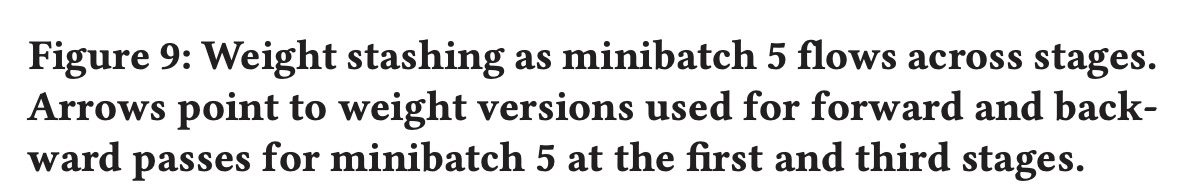 Figure 9: Weight stashing as minibatch 5 flows across stages.
Arrows point to weight versions used for forward and back-
ward passes for minibatch 5 at the first and third stages.